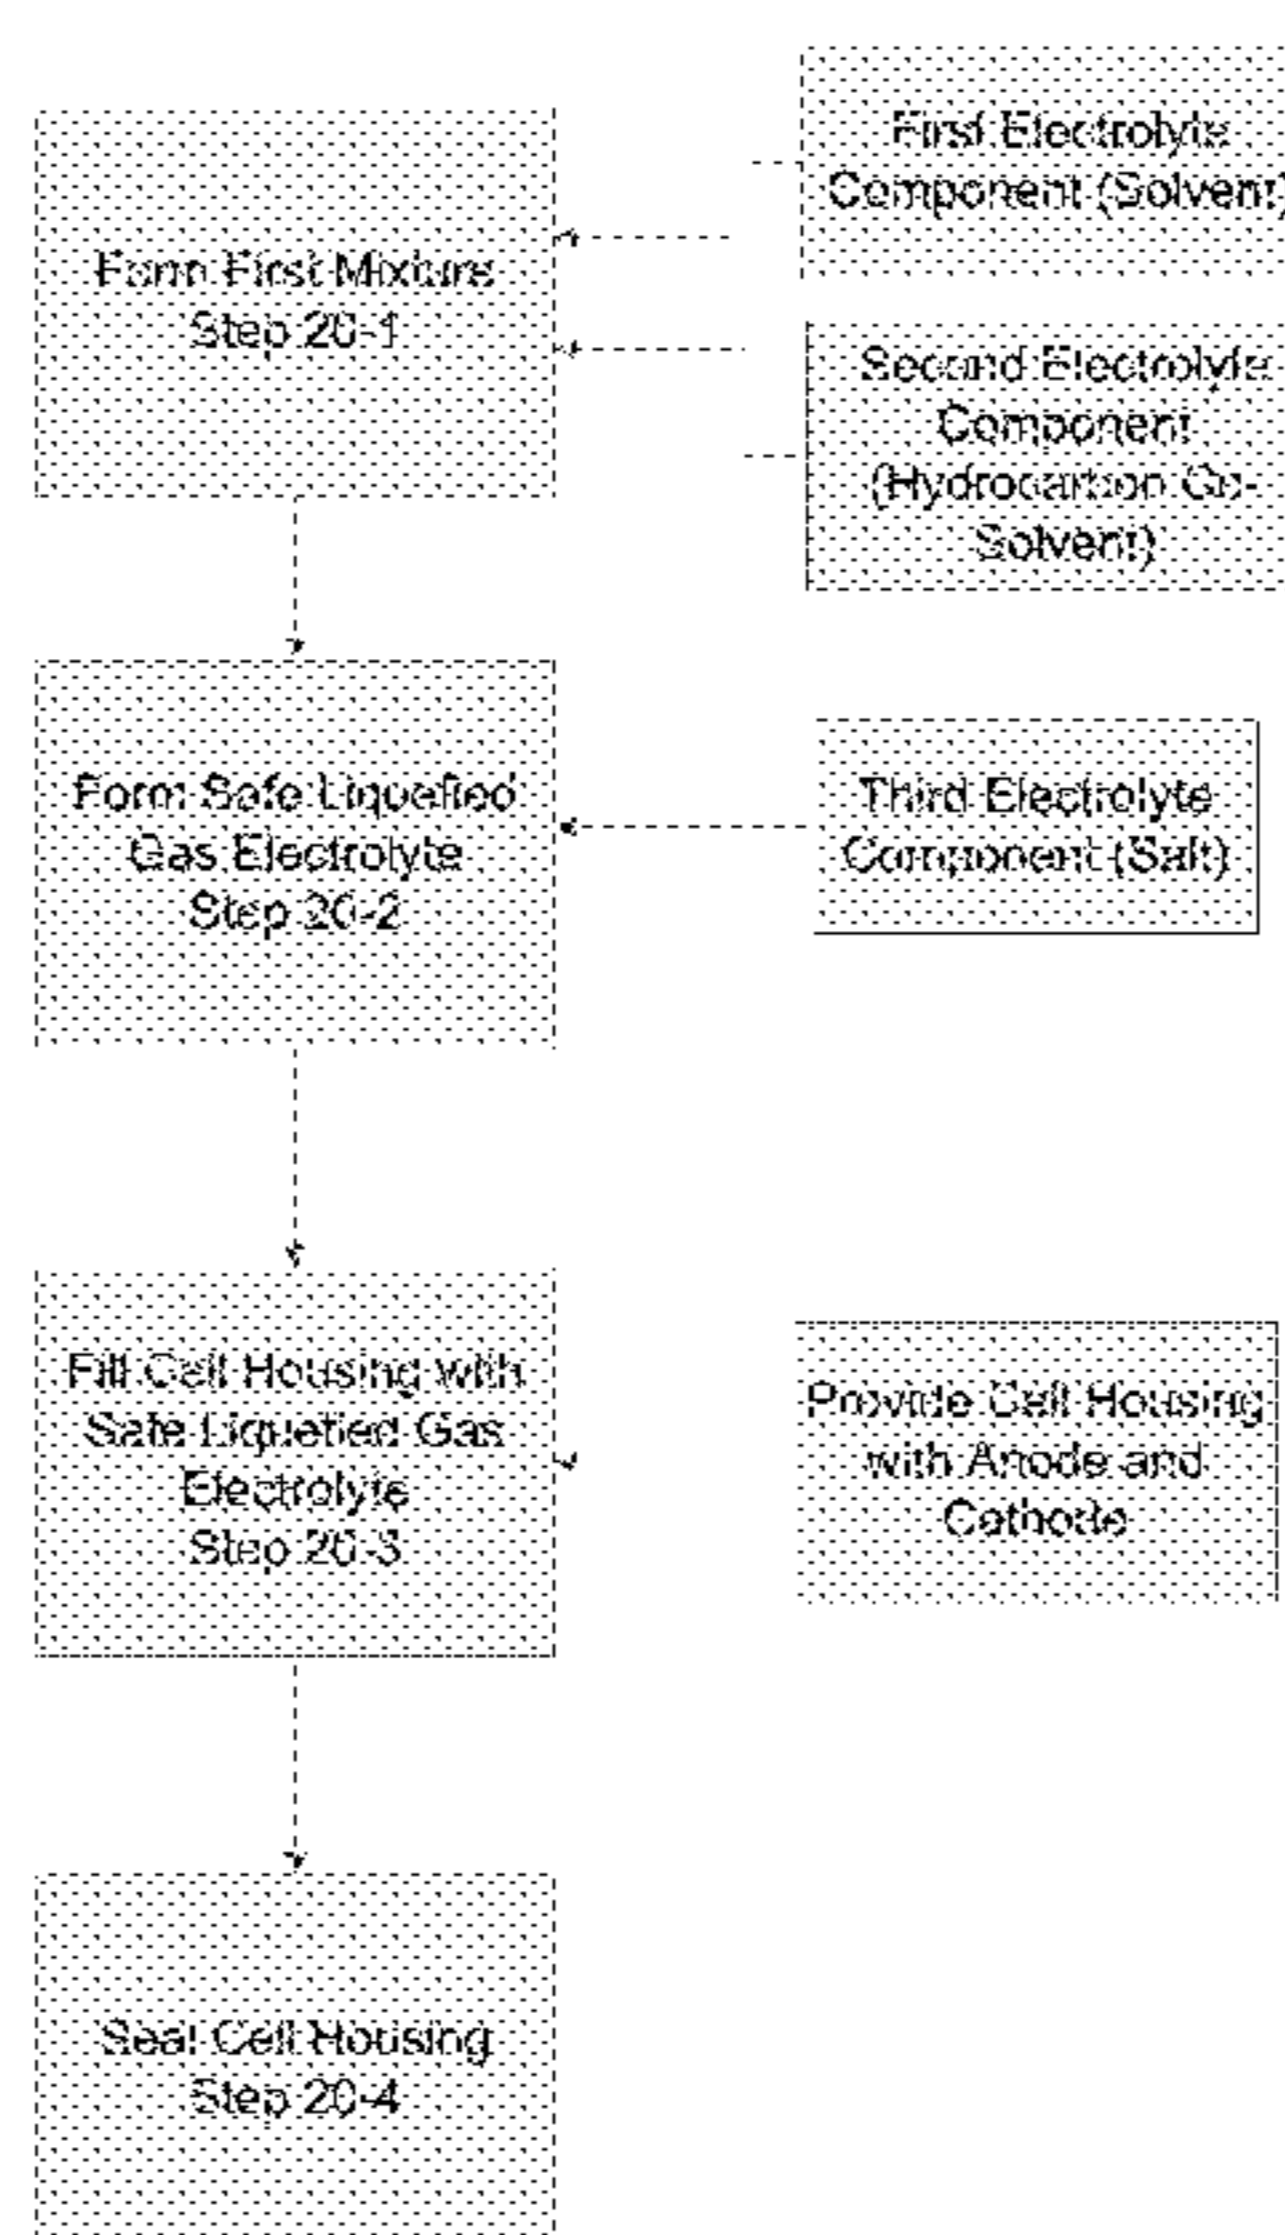 First Electrolyte
Component (Solvent)
Form First Mixture
Step 20-1
Second Electrolyte
Component
(Hydrocarbon Co-
Solvent)
Form Safe Liquefied
Gas Electrolyte
Step 20-2
Third Electrolyte
Component (Salt)
Fill Cell Housing with
Safe Liquefied Gas
Electrolyte
Step 20-3
Provide Cell Housing
with Anode and
Cathode
Seal Cell Housing
Step 20-4